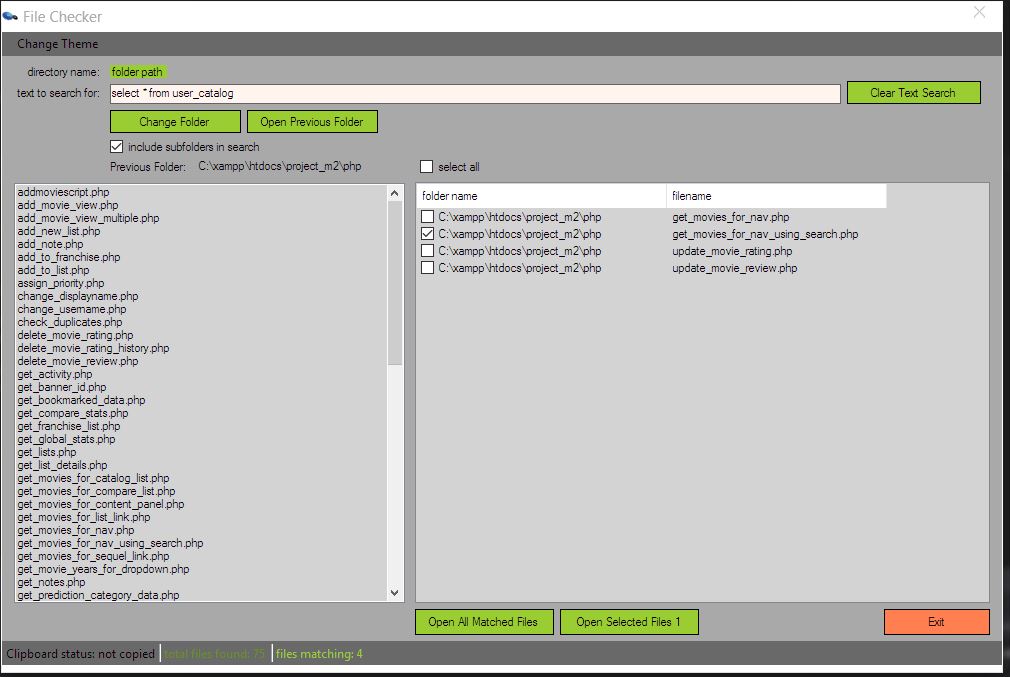 File Checker
Change Theme
directory name: folder path
text to search for: select * from user_catalog
Clear Text Search
Change Folder
Open Previous Folder
include subfolders in search
Previous Folder: C:\xampp\htdocs\project_m2\php
select all
addmoviescript.php
add_movie_view.php
add_movie_view_multiple.php
add_new_list.php
add_note.php
add_to_franchise.php
add_to_list.php
assign_priority.php
change_displayname.php
change_username.php
check_duplicates.php
delete_movie_rating.php
delete_movie_rating_history.php
delete_movie_review.php
get_activity.php
get_banner_id.php
get_bookmarked_data.php
get_compare_stats.php
get_franchise_list.php
get_global_stats.php
get_lists.php
get_list_details.php
get_movies_for_catalog_list.php
get_movies_for_compare_list.php
get_movies_for_content_panel.php
get_movies_for_list_link.php
get_movies_for_nav.php
get_movies_for_nav_using_search.php
get_movies_for_sequel_link.php
get_movie_years_for_dropdown.php
get_notes.php
get_prediction_category_data.php
folder name filename
C:\xampp\htdocs\project_m2\php get_movies_for_nav.php
C:\xampp\htdocs\project_m2\php get_movies_for_nav_using_search.php
C:\xampp\htdocs\project_m2\php update_movie_rating.php
C:\xampp\htdocs\project_m2\php update_movie_review.php
Open All Matched Files
Open Selected Files 1
Exit
Clipboard status: not copied
total files found: 75
files matching: 4